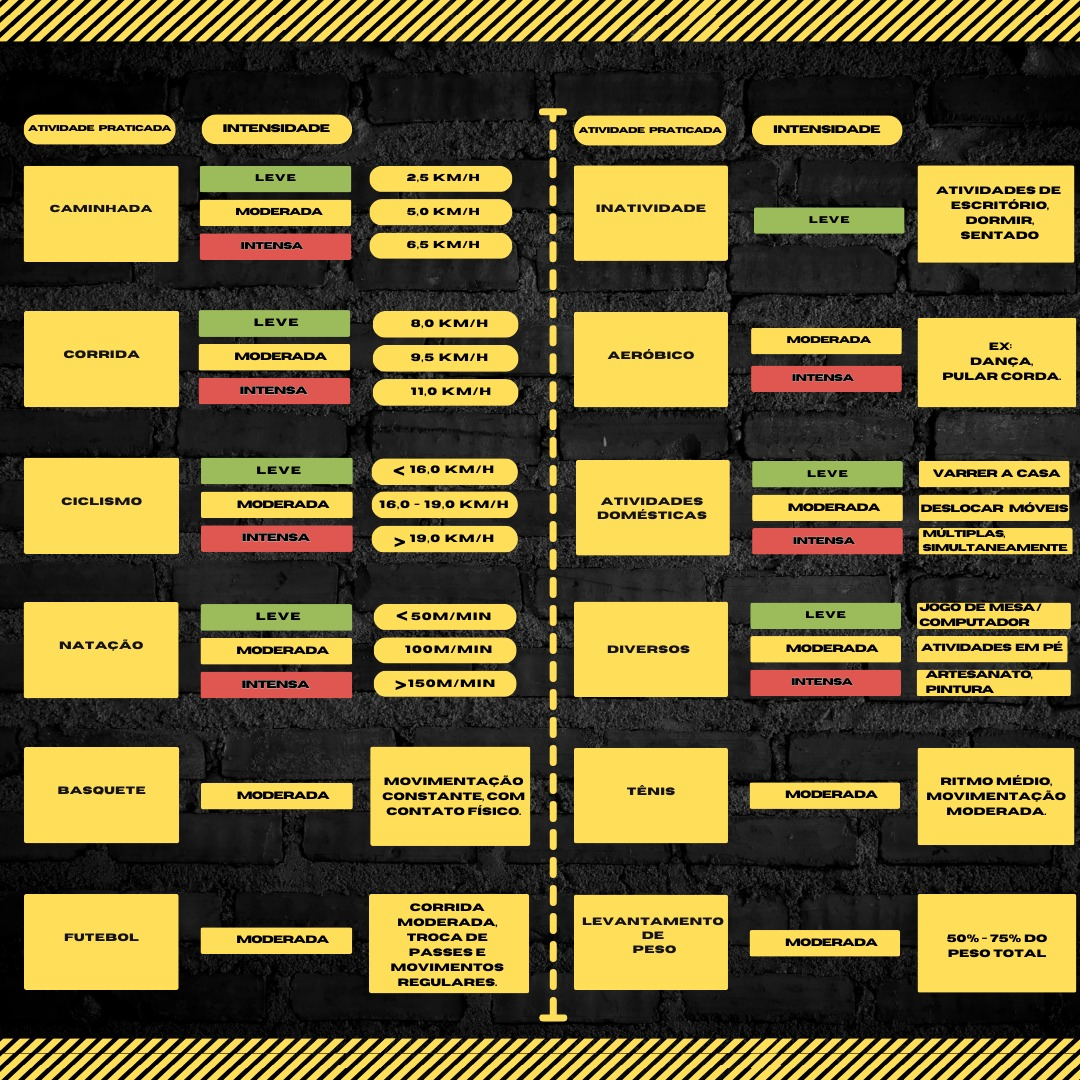 ATIVIDADE PRATICADA
INTENSIDADE
CAMINHADA
LEVE
2,5 KM/H
MODERADA
5,0 KM/H
INTENSA
6,5 KM/H
CORRIDA
LEVE
8,0 KM/H
MODERADA
9,5 KM/H
INTENSA
11,0 KM/H
CICLISMO
LEVE
< 16,0 KM/H
MODERADA
16,0 - 19,0 KM/H
INTENSA
> 19,0 KM/H
NATAÇÃO
LEVE
< 50M/MIN
MODERADA
100M/MIN
INTENSA
>150M/MIN
BASQUETE
MODERADA
MOVIMENTAÇÃO
CONSTANTE, COM
CONTATO FÍSICO.
FUTEBOL
MODERADA
CORRIDA
MODERADA,
TROCA DE
PASSES E
MOVIMENTOS
REGULARES.
ATIVIDADE PRATICADA
INTENSIDADE
INATIVIDADE
LEVE
ATIVIDADES DE
ESCRITÓRIO,
DORMIR,
SENTADO
AERÓBICO
MODERADA
INTENSA
EX:
DANÇA,
PULAR CORDA.
ATIVIDADES
DOMÉSTICAS
LEVE
VARRER A CASA
MODERADA
DESLOCAR MÓVEIS
INTENSA
MÚLTIPLAS,
SIMULTANEAMENTE
DIVERSOS
LEVE
JOGO DE MESA /
COMPUTADOR
MODERADA
ATIVIDADES EM PÉ
INTENSA
ARTESANATO,
PINTURA
TÊNIS
MODERADA
RITMO MÉDIO,
MOVIMENTAÇÃO
MODERADA.
LEVANTAMENTO
DE
PESO
MODERADA
50% - 75% DO
PESO TOTAL